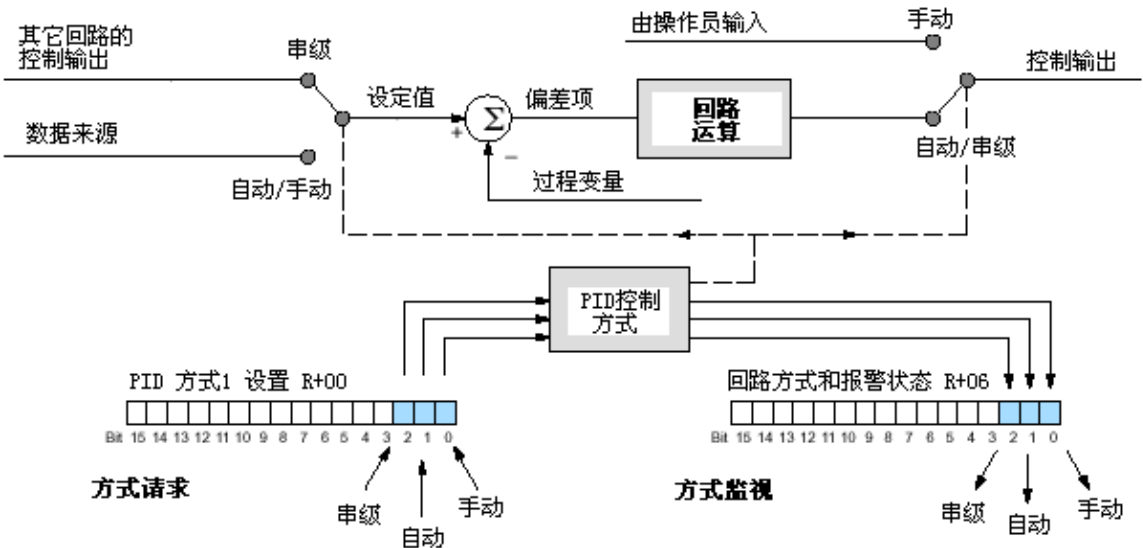 其它回路的
控制输出
串级
由操作员输入
手动
控制输出
设定值
偏差项
回路
运算
Σ
+
−
数据来源
自动/手动
过程变量
自动/串级
PID控制
方式
PID 方式1 设置 R+00
Bit 15 14 13 12 11 10 9 8 7 6 5 4 3 2 1 0
方式请求
串级
自动
手动
回路方式和报警状态 R+06
Bit 15 14 13 12 11 10 9 8 7 6 5 4 3 2 1 0
方式监视
串级
自动
手动